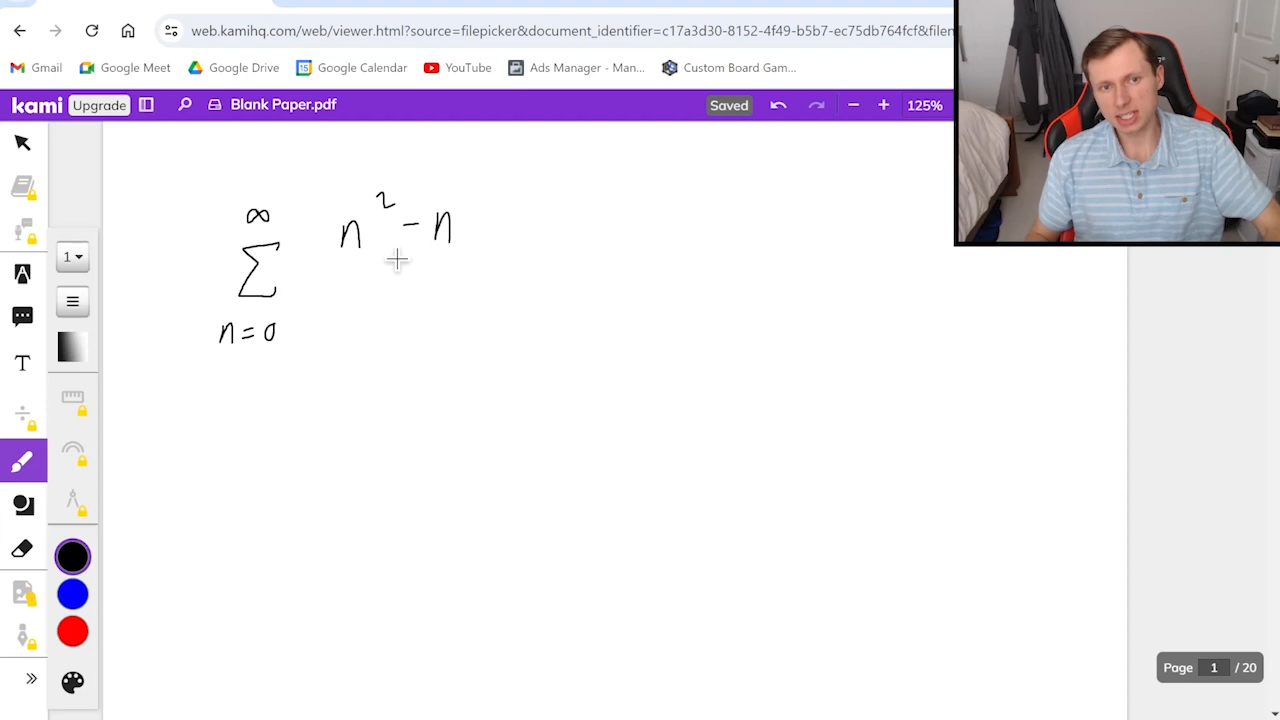 web.kamihq.com/web/viewer.html?source=filepicker&document_identifier=c17a3d30-8152-4f49-b5b7-ec75db764fcf&filen
Gmail Google Meet Google Drive 15 Google Calendar YouTube Ads Manager - Man... Custom Board Gam...
kami Upgrade Blank Paper.pdf Saved 125%
∞
∑ n² - n
n = 0
1
T
Page 1 / 20